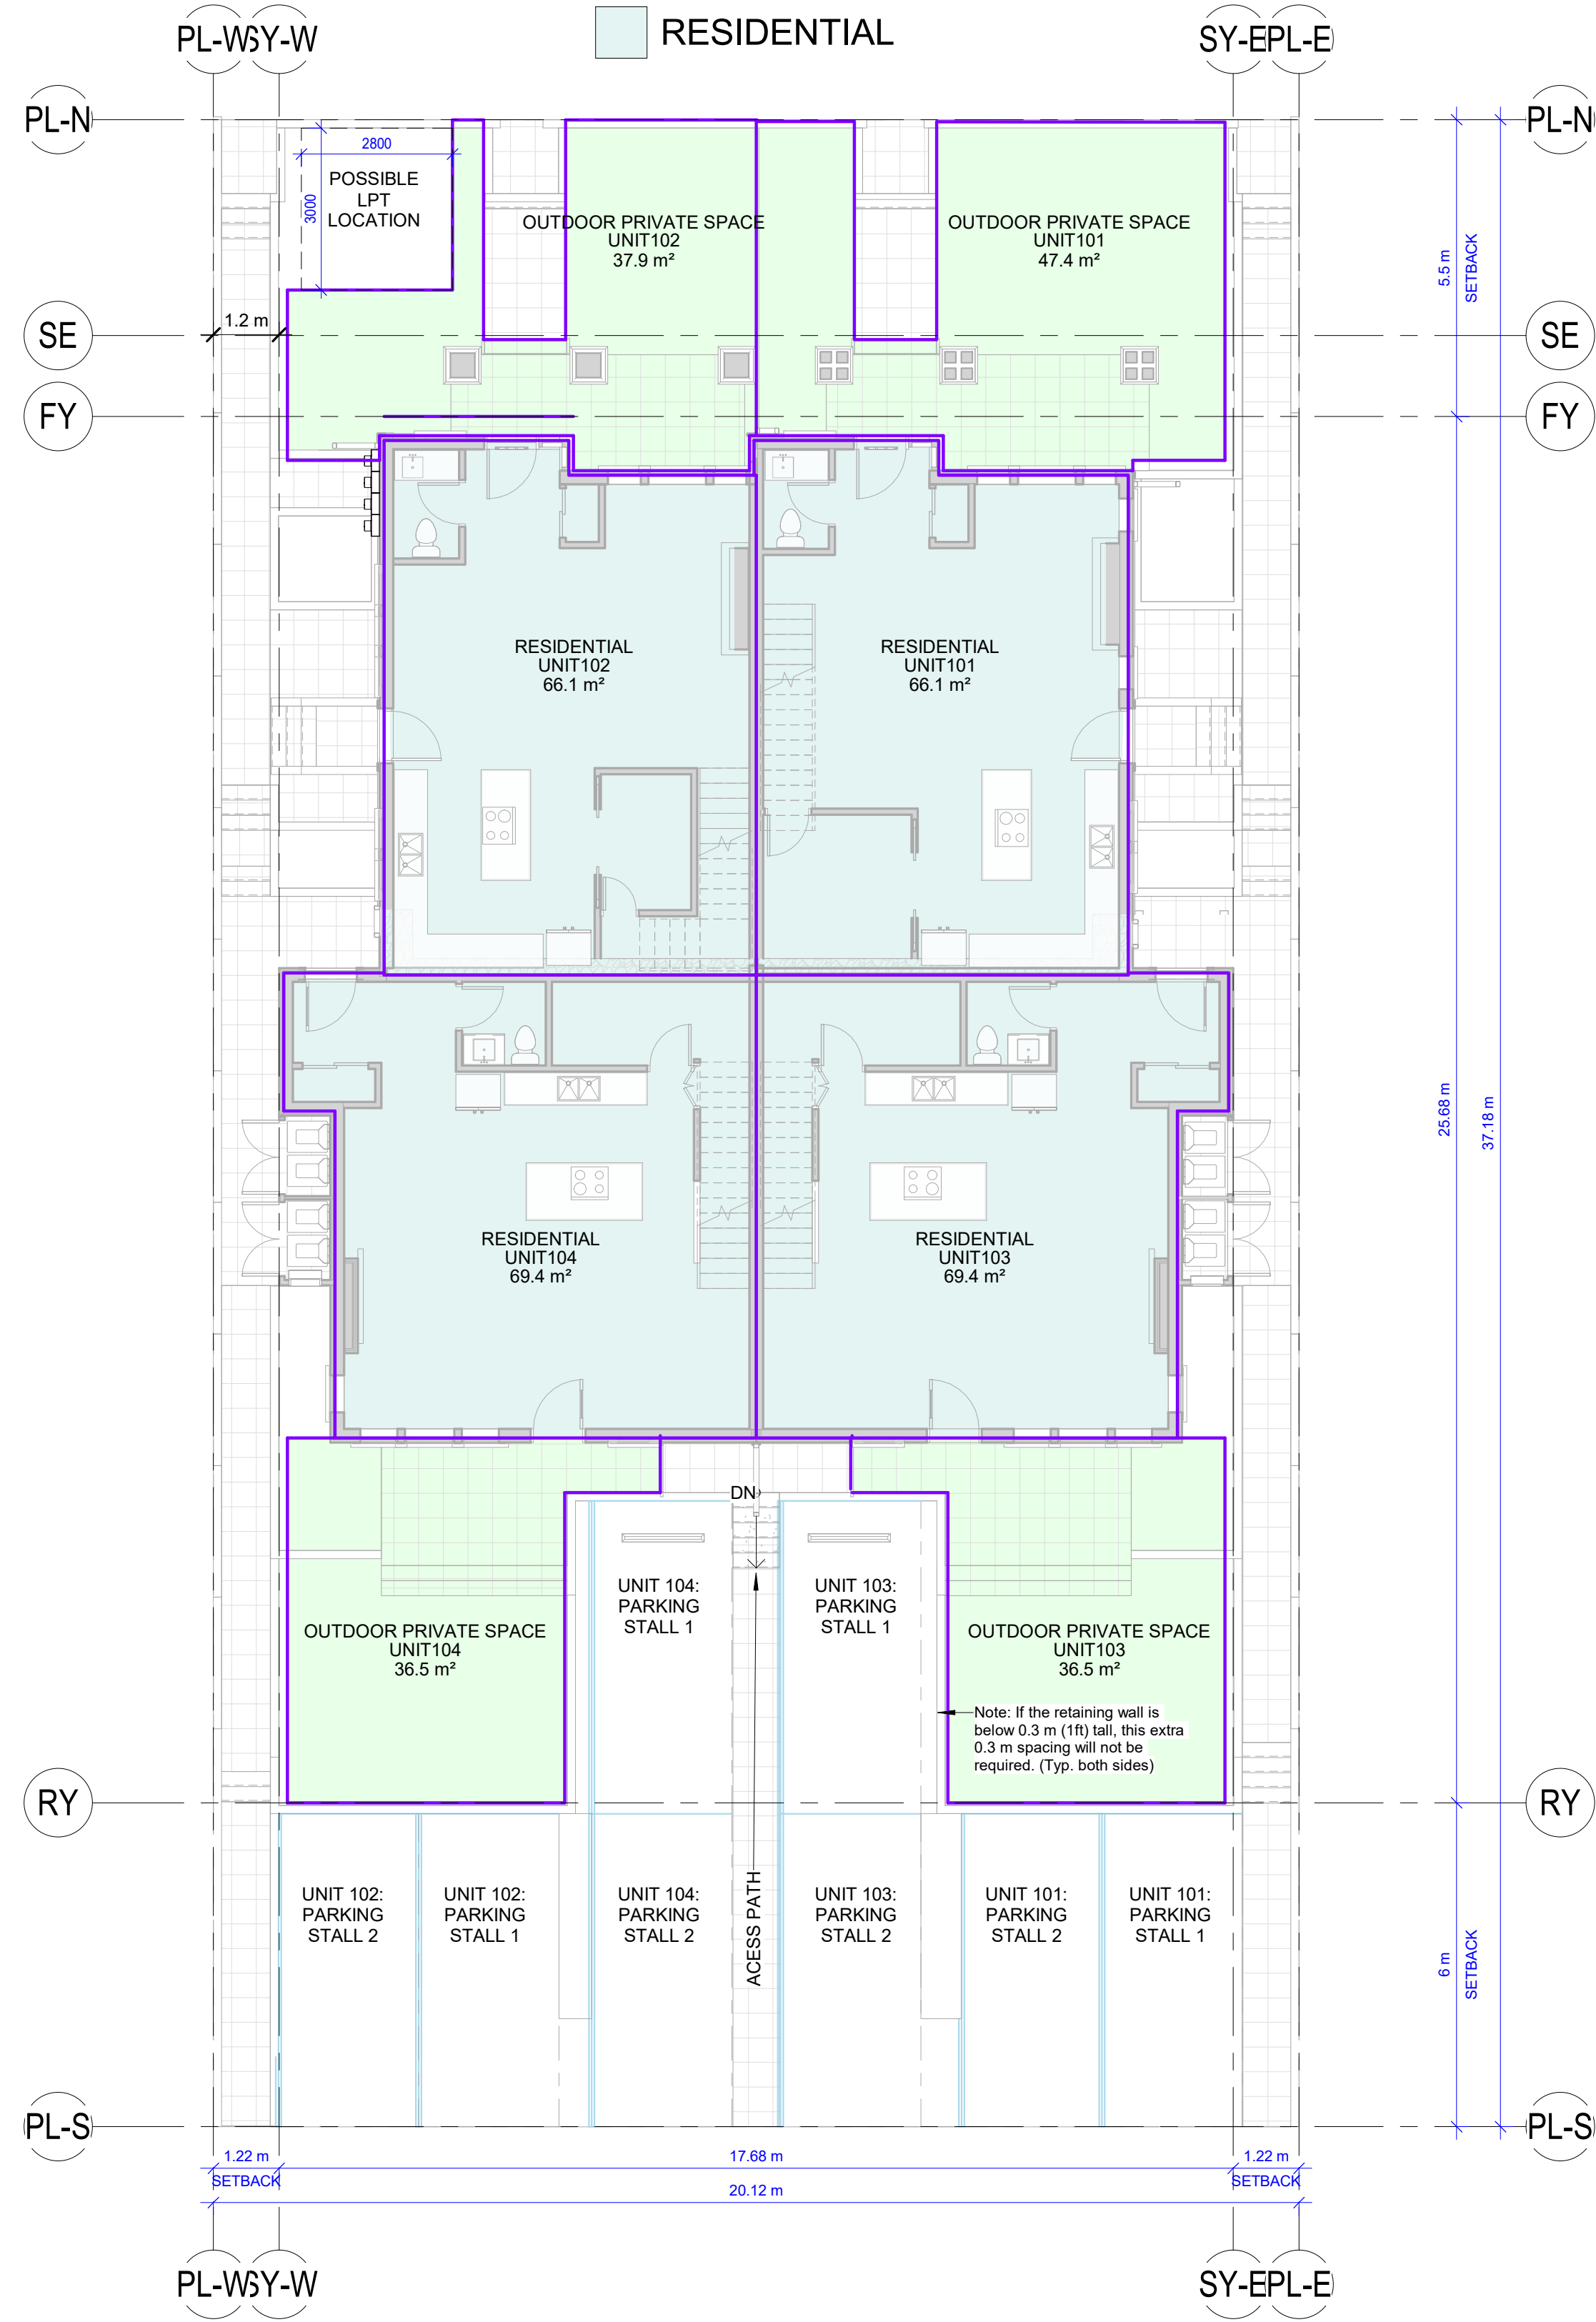 RESIDENTIAL
PL-W
SY-W
SY-E
PL-E
PL-N
PL-N
2800
3000
POSSIBLE
LPT
LOCATION
OUTDOOR PRIVATE SPACE
UNIT102
37.9 m²
OUTDOOR PRIVATE SPACE
UNIT101
47.4 m²
5.5 m
SETBACK
1.2 m
SE
SE
FY
FY
RESIDENTIAL
UNIT102
66.1 m²
RESIDENTIAL
UNIT101
66.1 m²
25.68 m
37.18 m
RESIDENTIAL
UNIT104
69.4 m²
RESIDENTIAL
UNIT103
69.4 m²
DN
UNIT 104:
PARKING
STALL 1
UNIT 103:
PARKING
STALL 1
OUTDOOR PRIVATE SPACE
UNIT104
36.5 m²
OUTDOOR PRIVATE SPACE
UNIT103
36.5 m²
Note: If the retaining wall is
below 0.3 m (1ft) tall, this extra
0.3 m spacing will not be
required. (Typ. both sides)
RY
RY
UNIT 102:
PARKING
STALL 2
UNIT 102:
PARKING
STALL 1
UNIT 104:
PARKING
STALL 2
ACESS PATH
UNIT 103:
PARKING
STALL 2
UNIT 101:
PARKING
STALL 2
UNIT 101:
PARKING
STALL 1
6 m
SETBACK
PL-S
PL-S
1.22 m
SETBACK
17.68 m
1.22 m
SETBACK
20.12 m
PL-W
SY-W
SY-E
PL-E